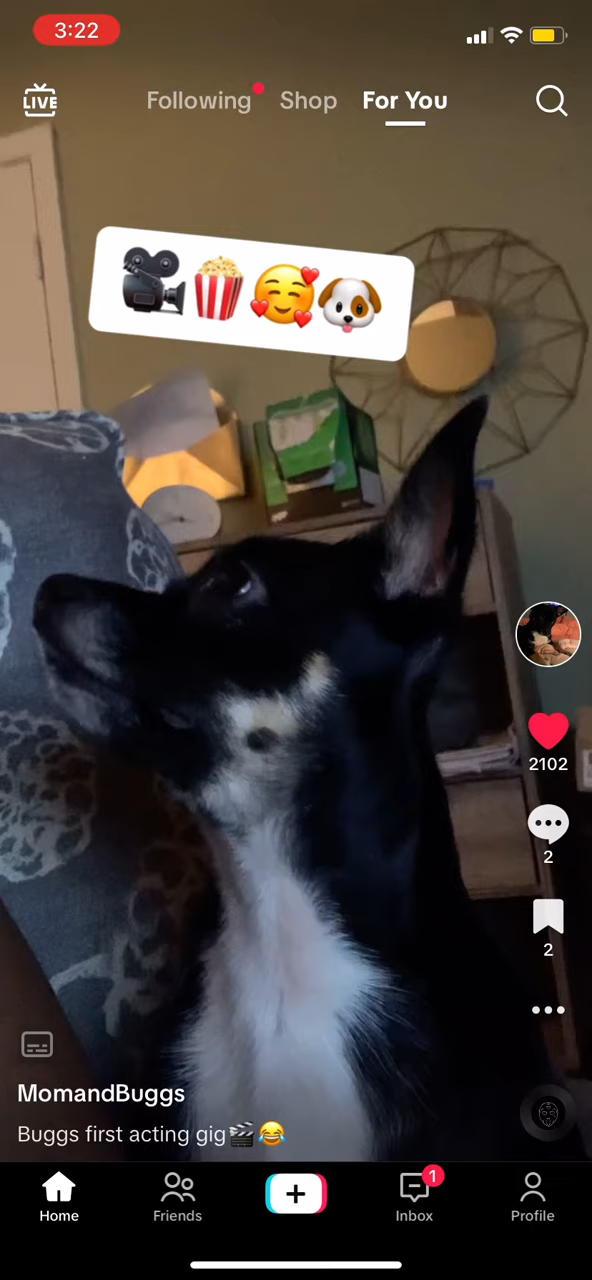 3:22
LIVE
Following
Shop
For You
2102
2
2
MomandBuggs
Buggs first acting gig🎬😂
1
Home
Friends
Inbox
Profile